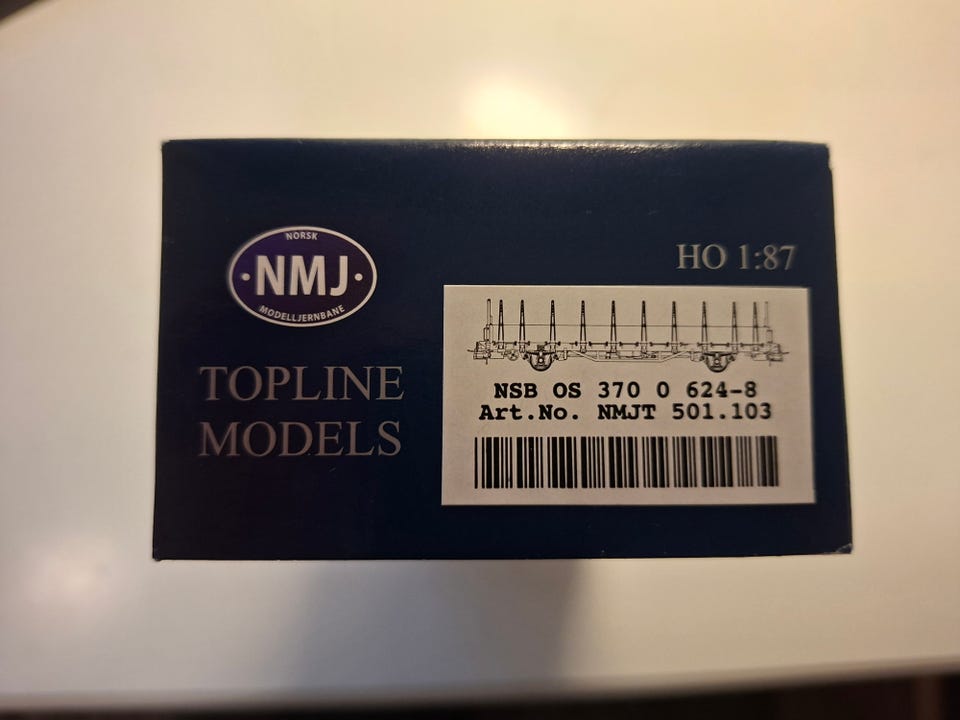 NORSK
·NMJ·
MODELLJERNBANE
TOPLINE
MODELS
HO 1:87
NSB OS 370 0 624-8
Art.No. NMJT 501.103